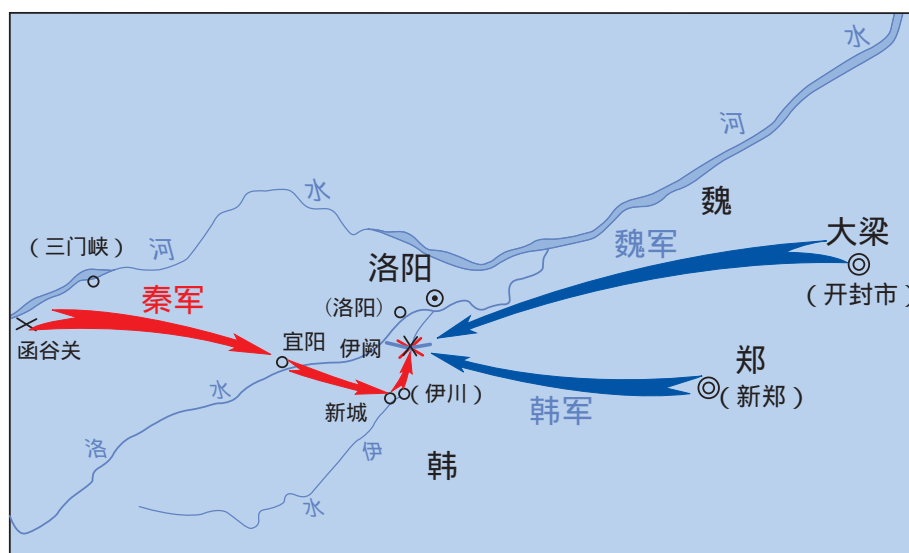 水
河
魏
水
河
（三门峡）
魏军
大梁
洛阳
秦军
（洛阳）
（开封市）
函谷关
宜阳
伊阙
郑
水
新城
（伊川）
韩军
（新郑）
洛
伊
韩
水